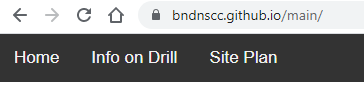 bndnscc.github.io/main/
Home Info on Drill Site Plan